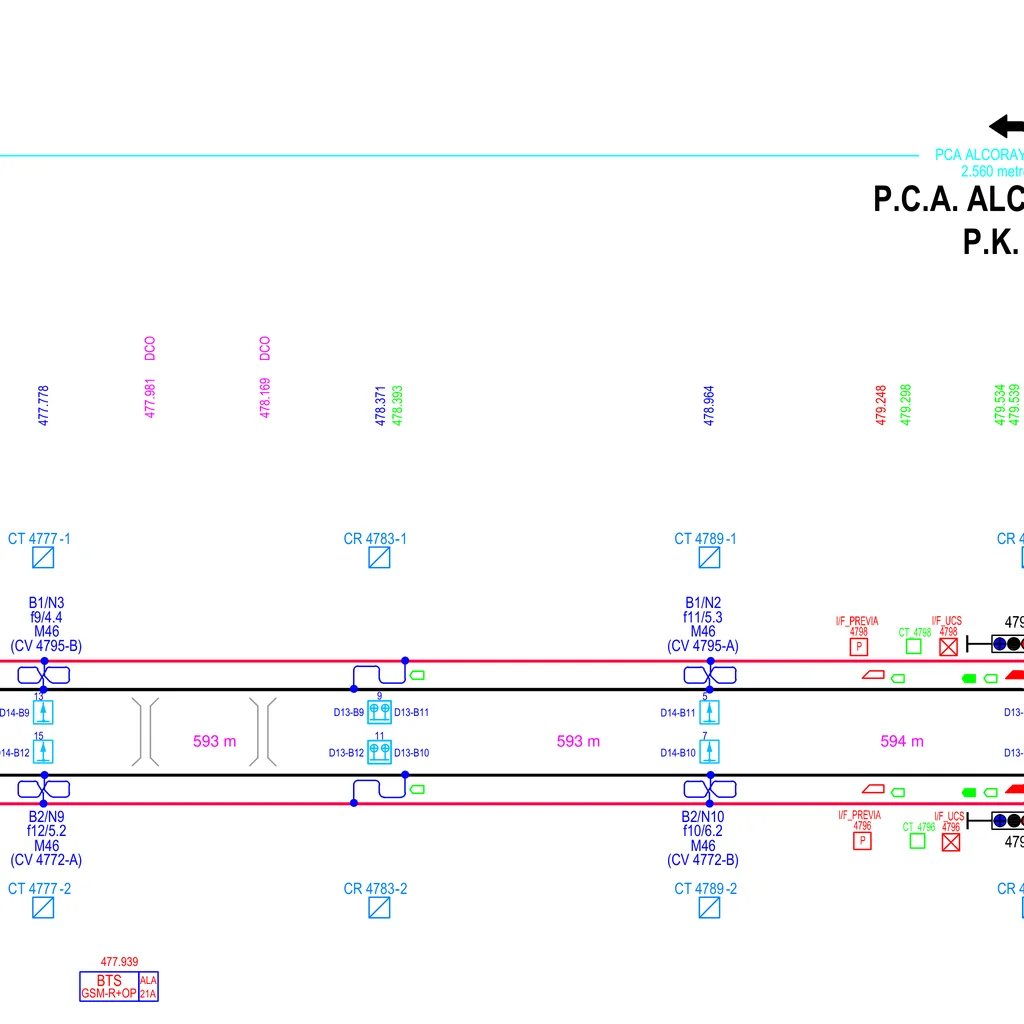 PCA ALCORAY
2.560 metr
P.C.A. ALC
P.K.
DCO
DCO
477.778
477.981
478.169
478.371
478.393
478.964
479.248
479.298
479.534
479.539
CT 4777-1
CR 4783-1
CT 4789-1
CR 4
B1/N3
f9/4.4
M46
(CV 4795-B)
B1/N2
f11/5.3
M46
(CV 4795-A)
I/F_PREVIA
4798
P
CT_4798
I/F_UCS
4798
479
13
D14-B9
9
D13-B9
D13-B11
5
D14-B11
D13-
593 m
593 m
594 m
15
14-B12
11
D13-B12
D13-B10
7
D14-B10
D13-
B2/N9
f12/5.2
M46
(CV 4772-A)
B2/N10
f10/6.2
M46
(CV 4772-B)
I/F_PREVIA
4796
P
CT_4796
I/F_UCS
4796
479
CT 4777-2
CR 4783-2
CT 4789-2
CR 4
477.939
BTS
GSM-R+OP
ALA
21A